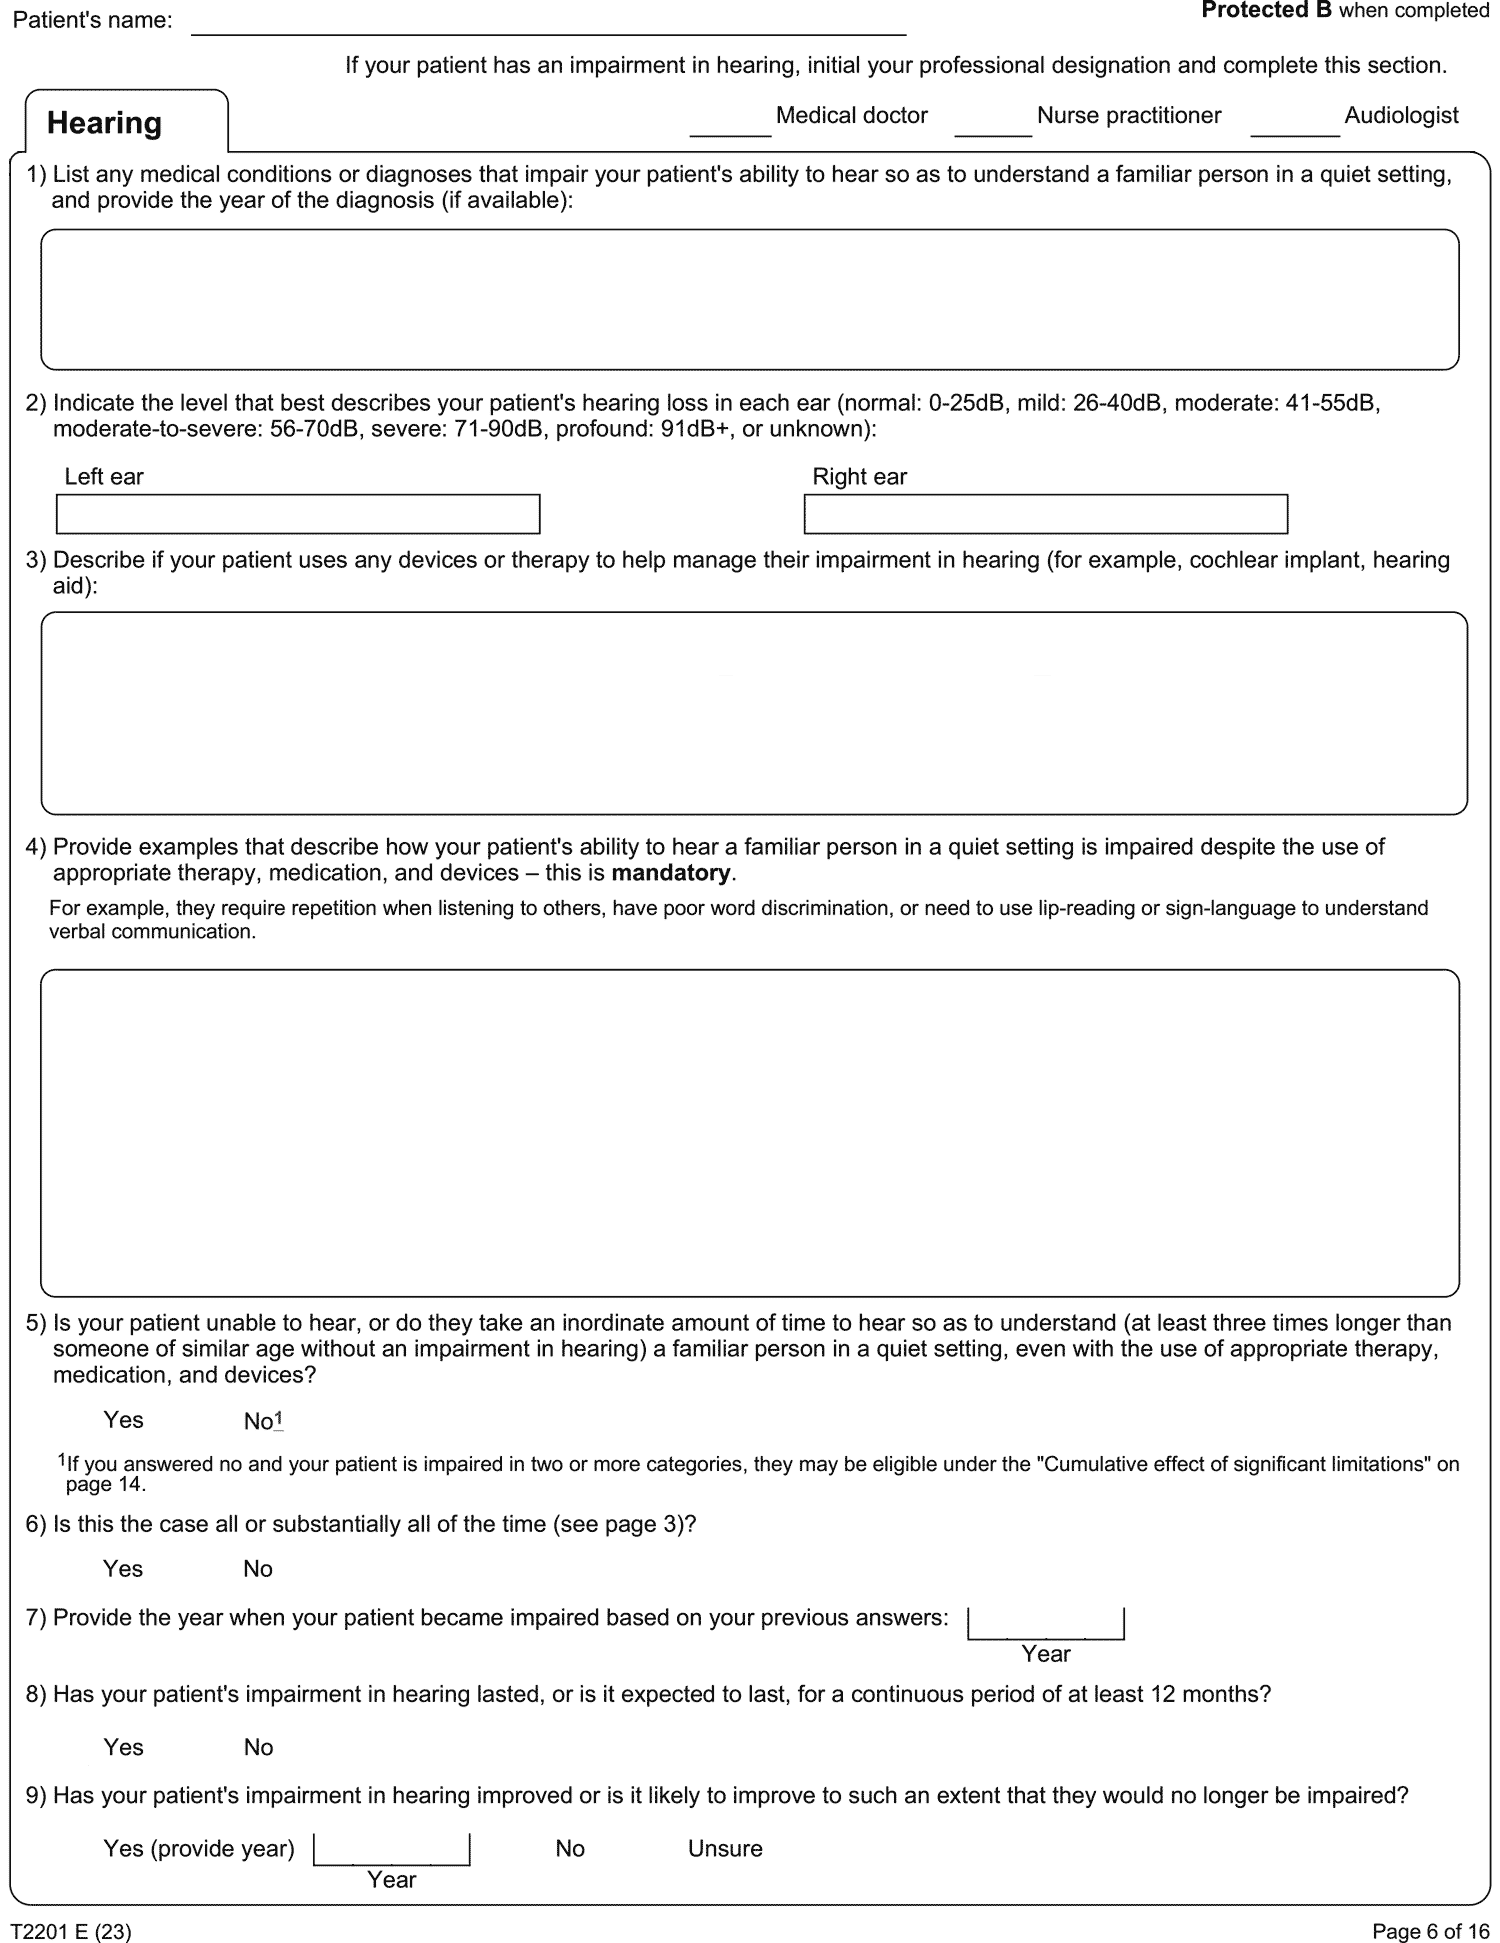 Patient's name:
Protected B when completed
If your patient has an impairment in hearing, initial your professional designation and complete this section.
Hearing
Medical doctor Nurse practitioner Audiologist
1) List any medical conditions or diagnoses that impair your patient's ability to hear so as to understand a familiar person in a quiet setting,
and provide the year of the diagnosis (if available):
2) Indicate the level that best describes your patient's hearing loss in each ear (normal: 0-25dB, mild: 26-40dB, moderate: 41-55dB,
moderate-to-severe: 56-70dB, severe: 71-90dB, profound: 91dB+, or unknown):
Left ear Right ear
3) Describe if your patient uses any devices or therapy to help manage their impairment in hearing (for example, cochlear implant, hearing
aid):
4) Provide examples that describe how your patient's ability to hear a familiar person in a quiet setting is impaired despite the use of
appropriate therapy, medication, and devices – this is mandatory.
For example, they require repetition when listening to others, have poor word discrimination, or need to use lip-reading or sign-language to understand
verbal communication.
5) Is your patient unable to hear, or do they take an inordinate amount of time to hear so as to understand (at least three times longer than
someone of similar age without an impairment in hearing) a familiar person in a quiet setting, even with the use of appropriate therapy,
medication, and devices?
Yes No1
1If you answered no and your patient is impaired in two or more categories, they may be eligible under the "Cumulative effect of significant limitations" on
page 14.
6) Is this the case all or substantially all of the time (see page 3)?
Yes No
7) Provide the year when your patient became impaired based on your previous answers:
Year
8) Has your patient's impairment in hearing lasted, or is it expected to last, for a continuous period of at least 12 months?
Yes No
9) Has your patient's impairment in hearing improved or is it likely to improve to such an extent that they would no longer be impaired?
Yes (provide year) No Unsure
Year
T2201 E (23) Page 6 of 16